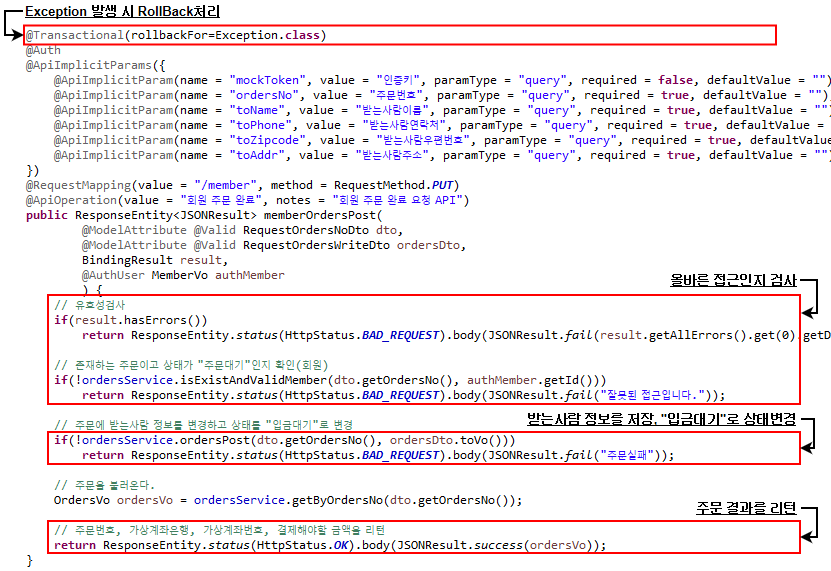 Exception 발생 시 RollBack처리
@Transactional(rollbackFor=Exception.class)
@Auth
@ApiImplicitParams({
@ApiImplicitParam(name = "mockToken", value = "인증키", paramType = "query", required = false, defaultValue = "")
@ApiImplicitParam(name = "ordersNo", value = "주문번호", paramType = "query", required = true, defaultValue = "")
@ApiImplicitParam(name = "toName", value = "받는사람이름", paramType = "query", required = true, defaultValue = "")
@ApiImplicitParam(name = "toPhone", value = "받는사람연락처", paramType = "query", required = true, defaultValue =
@ApiImplicitParam(name = "toZipcode", value = "받는사람우편번호", paramType = "query", required = true, defaultValue
@ApiImplicitParam(name = "toAddr", value = "받는사람주소", paramType = "query", required = true, defaultValue = "")
})
@RequestMapping(value = "/member", method = RequestMethod.PUT)
@ApiOperation(value = "회원 주문 완료", notes = "회원 주문 완료 요청 API")
public ResponseEntity<JSONResult> memberOrdersPost(
@ModelAttribute @Valid RequestOrdersNoDto dto,
@ModelAttribute @Valid RequestOrdersWriteDto ordersDto,
BindingResult result,
@AuthUser MemberVo authMember
) {
올바른 접근인지 검사
// 유효성검사
if(result.hasErrors())
return ResponseEntity.status(HttpStatus.BAD_REQUEST).body(JSONResult.fail(result.getAllErrors().get(0).getD
// 존재하는 주문이고 상태가 "주문대기"인지 확인(회원)
if(!ordersService.isExistAndValidMember(dto.getOrdersNo(), authMember.getId()))
return ResponseEntity.status(HttpStatus.BAD_REQUEST).body(JSONResult.fail("잘못된 접근입니다."));
받는사람 정보를 저장, "입금대기"로 상태변경
// 주문에 받는사람 정보를 변경하고 상태를 "입금대기"로 변경
if(!ordersService.ordersPost(dto.getOrdersNo(), ordersDto.toVo()))
return ResponseEntity.status(HttpStatus.BAD_REQUEST).body(JSONResult.fail("주문실패"));
// 주문을 불러온다.
OrdersVo ordersVo = ordersService.getByOrdersNo(dto.getOrdersNo());
주문 결과를 리턴
// 주문번호, 가상계좌은행, 가상계좌번호, 결제해야할 금액을 리턴
return ResponseEntity.status(HttpStatus.OK).body(JSONResult.success(ordersVo));
}